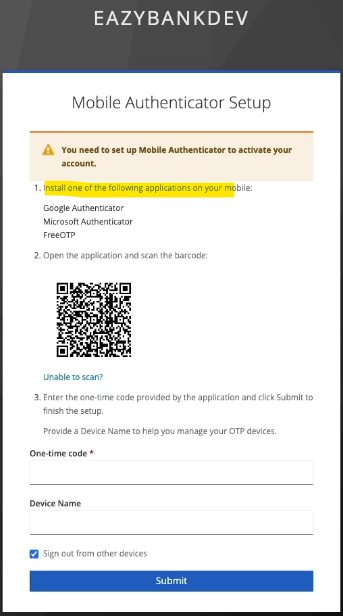 EAZYBANKDEV
Mobile Authenticator Setup
You need to set up Mobile Authenticator to activate your
account.
1. Install one of the following applications on your mobile:
Google Authenticator
Microsoft Authenticator
FreeOTP
2. Open the application and scan the barcode:
Unable to scan?
3. Enter the one-time code provided by the application and click Submit to
finish the setup.
Provide a Device Name to help you manage your OTP devices.
One-time code *
Device Name
Sign out from other devices
Submit